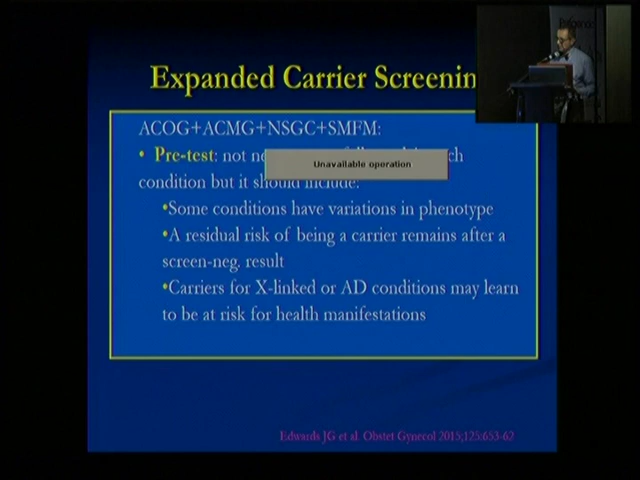 Expanded Carrier Screenin
ACOG+ACMG+NSGC+SMFM:
• Pre-test: not
Unavailable operation
condition but it should include:
•Some conditions have variations in phenotype
•A residual risk of being a carrier remains after a
screen-neg. result
•Carriers for X-linked or AD conditions may learn
to be at risk for health manifestations
Edwards JG et al. Obstet Gynecol 2015;125:653-62